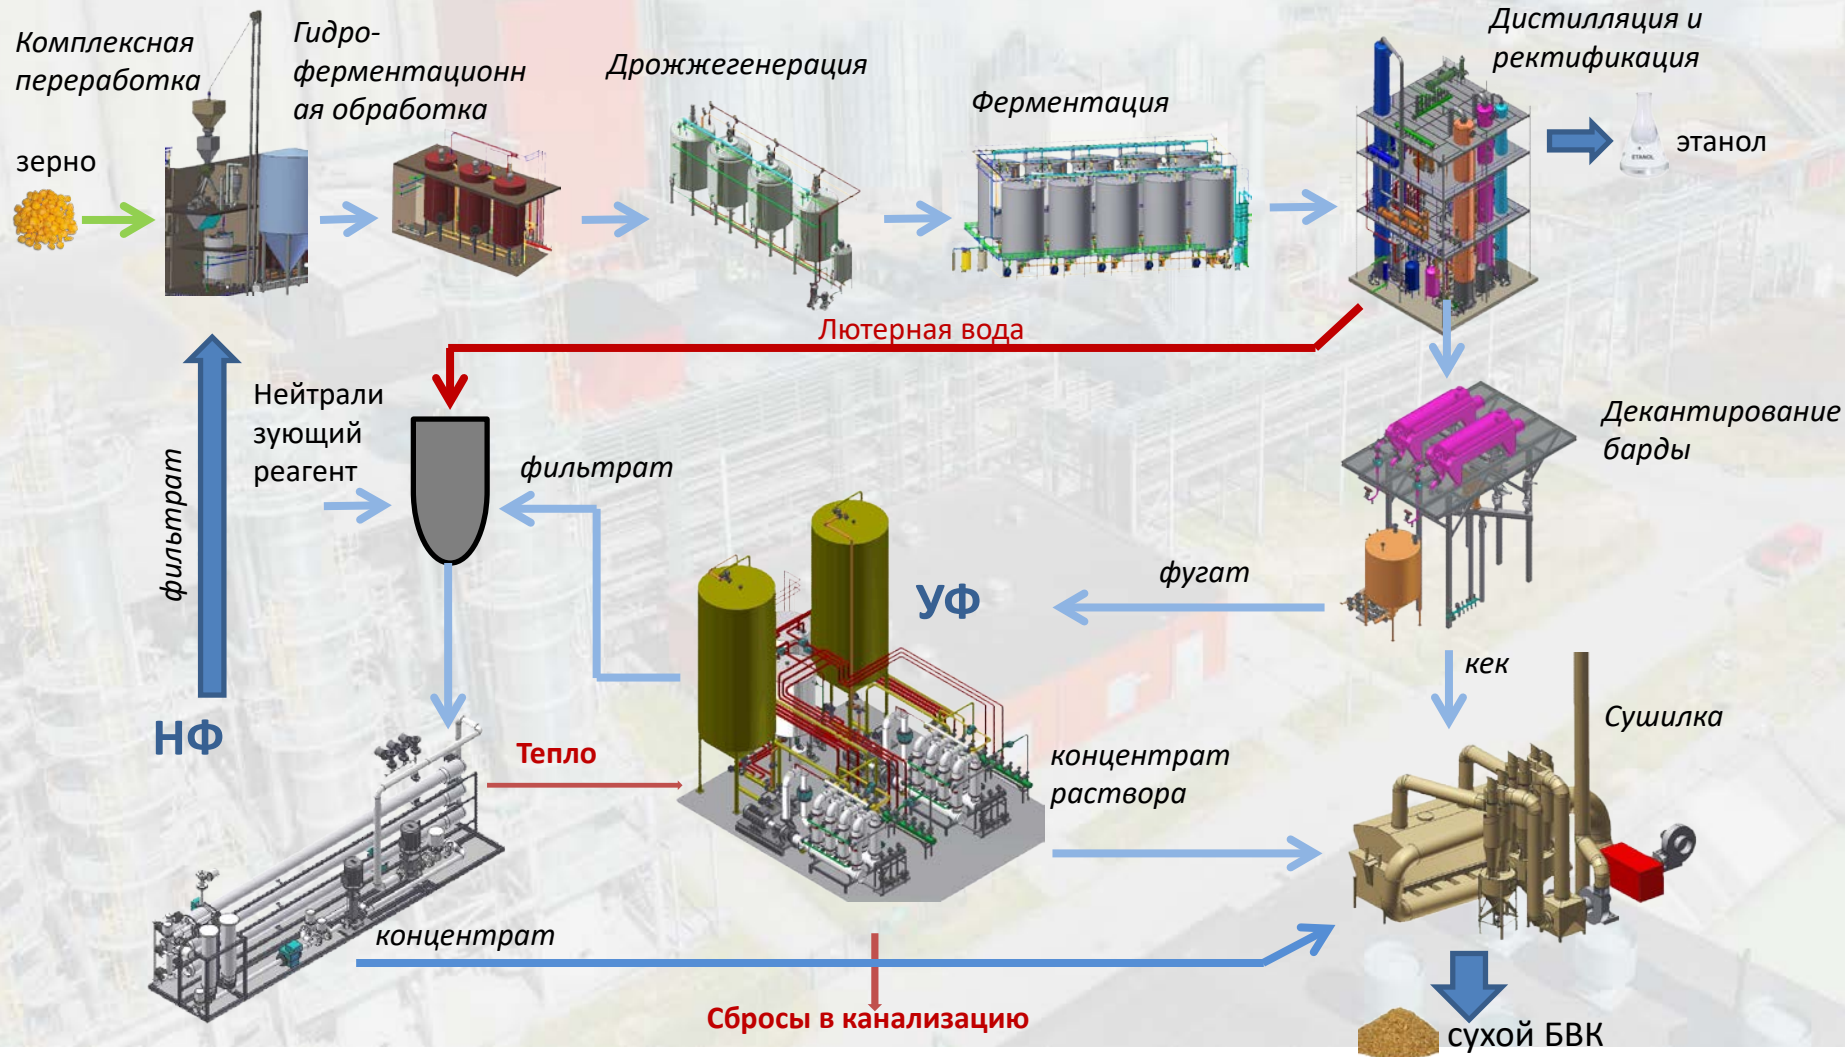 Комплексная
переработка
Гидро-
ферментационн
ая обработка
Дрожжегенерация
Ферментация
Дистилляция и
ректификация
зерно
ETANOL
этанол
Лютерная вода
Нейтрали
зующий
реагент
фильтрат
фильтрат
Декантирование
барды
УФ
фугат
кек
НФ
Тепло
концентрат
раствора
Сушилка
концентрат
Сбросы в канализацию
сухой БВК